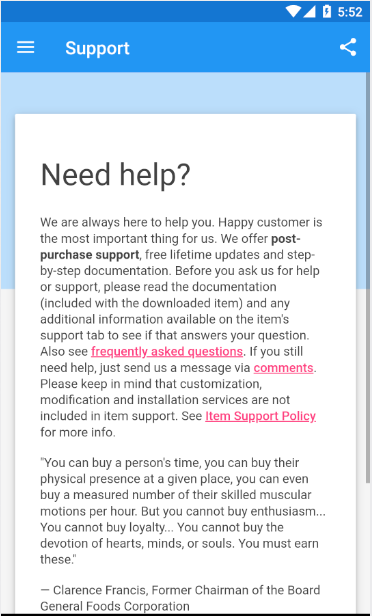 5:52
Support
Need help?
We are always here to help you. Happy customer is
the most important thing for us. We offer post-
purchase support, free lifetime updates and step-
by-step documentation. Before you ask us for help
or support, please read the documentation
(included with the downloaded item) and any
additional information available on the item's
support tab to see if that answers your question.
Also see frequently asked questions. If you still
need help, just send us a message via comments.
Please keep in mind that customization,
modification and installation services are not
included in item support. See Item Support Policy
for more info.
"You can buy a person's time, you can buy their
physical presence at a given place, you can even
buy a measured number of their skilled muscular
motions per hour. But you cannot buy enthusiasm...
You cannot buy loyalty... You cannot buy the
devotion of hearts, minds, or souls. You must earn
these."
— Clarence Francis, Former Chairman of the Board
General Foods Corporation